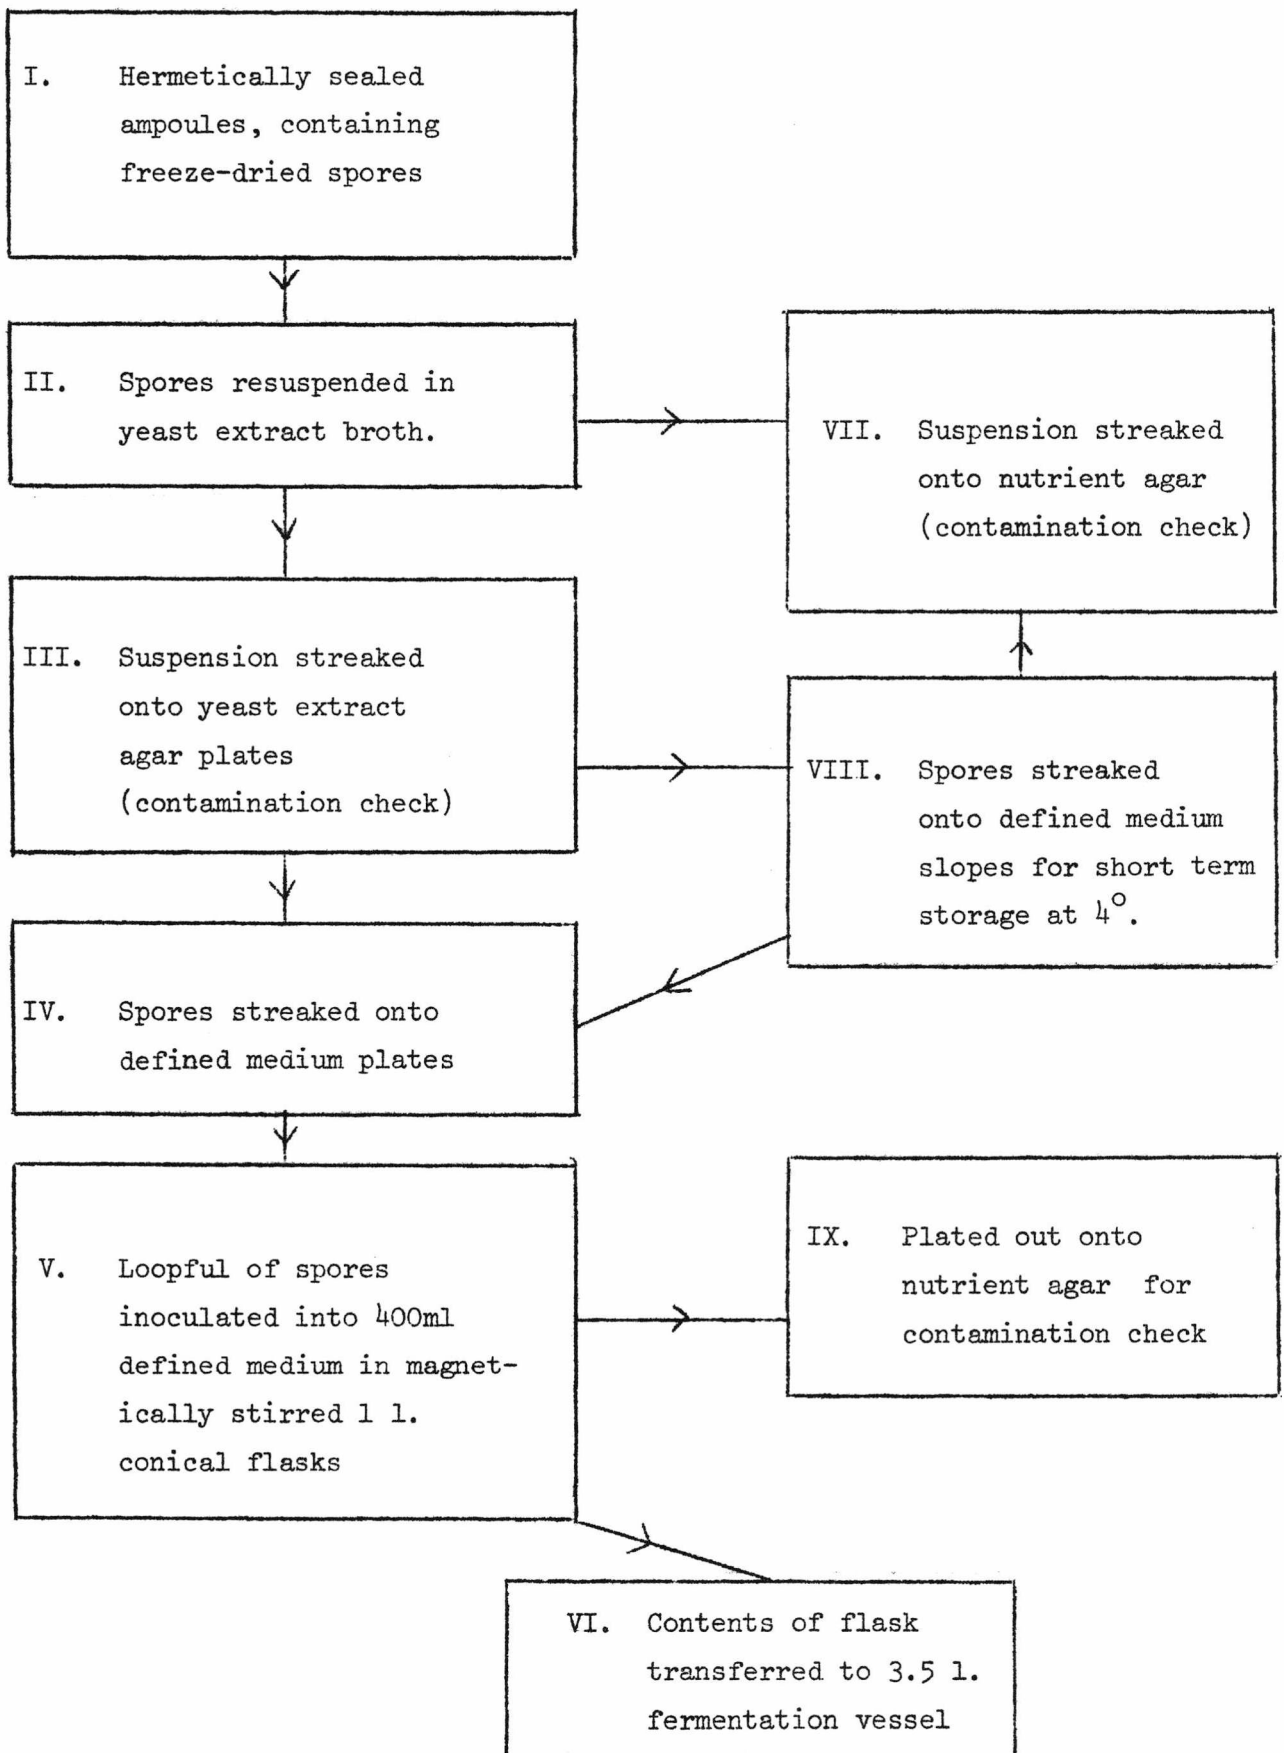 I. Hermetically sealed
ampoules, containing
freeze-dried spores
II. Spores resuspended in
yeast extract broth.
III. Suspension streaked
onto yeast extract
agar plates
(contamination check)
IV. Spores streaked onto
defined medium plates
V. Loopful of spores
inoculated into 400ml
defined medium in magnet-
ically stirred 1 l.
conical flasks
VI. Contents of flask
transferred to 3.5 l.
fermentation vessel
VII. Suspension streaked
onto nutrient agar
(contamination check)
VIII. Spores streaked
onto defined medium
slopes for short term
storage at 4°.
IX. Plated out onto
nutrient agar for
contamination check